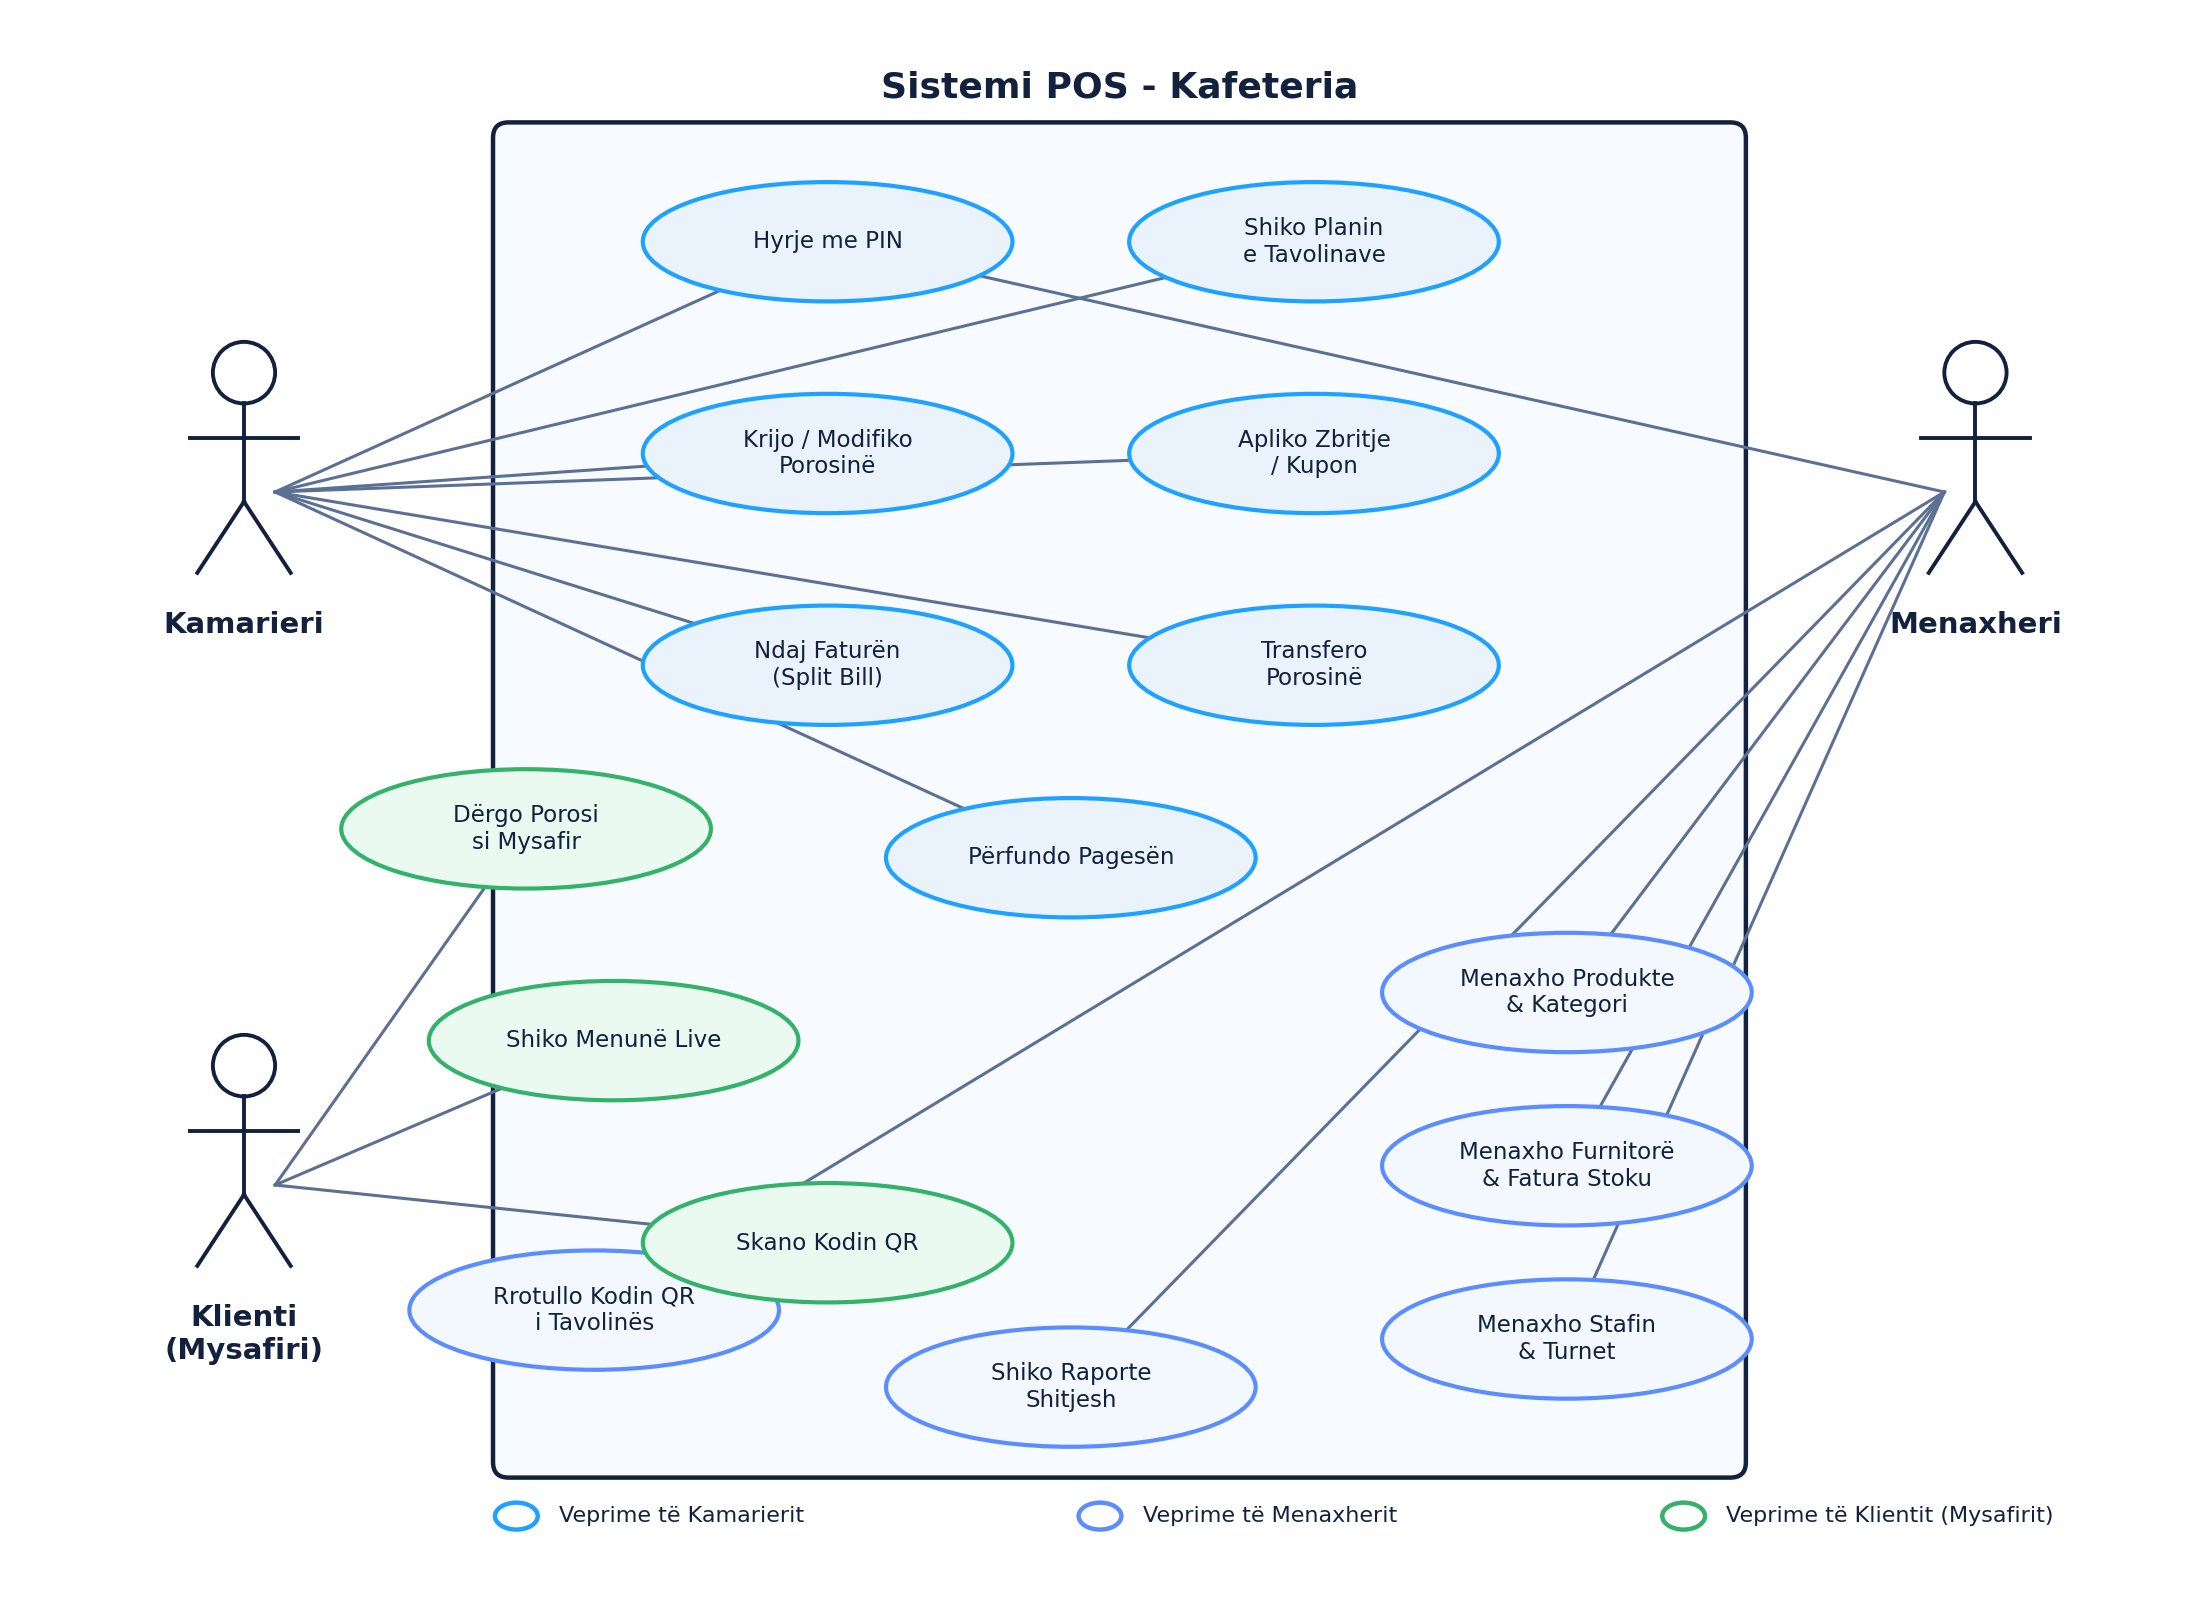 Sistemi POS - Kafeteria
Hyrje me PIN
Shiko Planin
e Tavolinave
Krijo / Modifiko
Porosinë
Apliko Zbritje
/ Kupon
Kamarieri
Menaxheri
Ndaj Faturën
(Split Bill)
Transfero
Porosinë
Dërgo Porosi
si Mysafir
Përfundo Pagesën
Menaxho Produkte
& Kategori
Shiko Menunë Live
Menaxho Furnitorë
& Fatura Stoku
Skano Kodin QR
Rrotullo Kodin QR
i Tavolinës
Klienti
(Mysafiri)
Menaxho Stafin
& Turnet
Shiko Raporte
Shitjesh
Veprime të Kamarierit
Veprime të Menaxherit
Veprime të Klientit (Mysafirit)